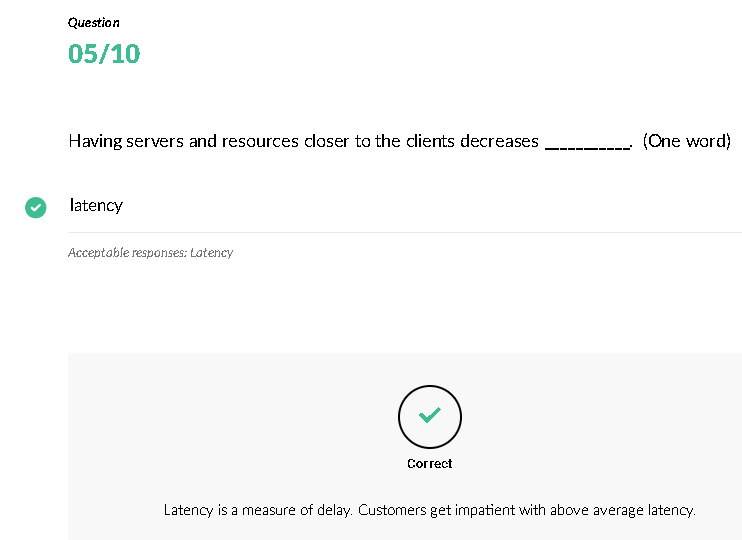 Question
05/10
Having servers and resources closer to the clients decreases ___________. (One word)
latency
Acceptable responses: Latency
Correct
Latency is a measure of delay. Customers get impatient with above average latency.